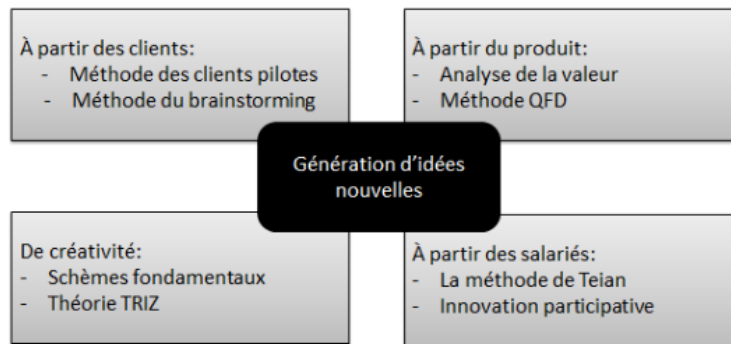 À partir des clients:
- Méthode des clients pilotes
- Méthode du brainstorming
À partir du produit:
- Analyse de la valeur
- Méthode QFD
Génération d'idées
nouvelles
De créativité:
- Schèmes fondamentaux
- Théorie TRIZ
À partir des salariés:
- La méthode de Teian
- Innovation participative